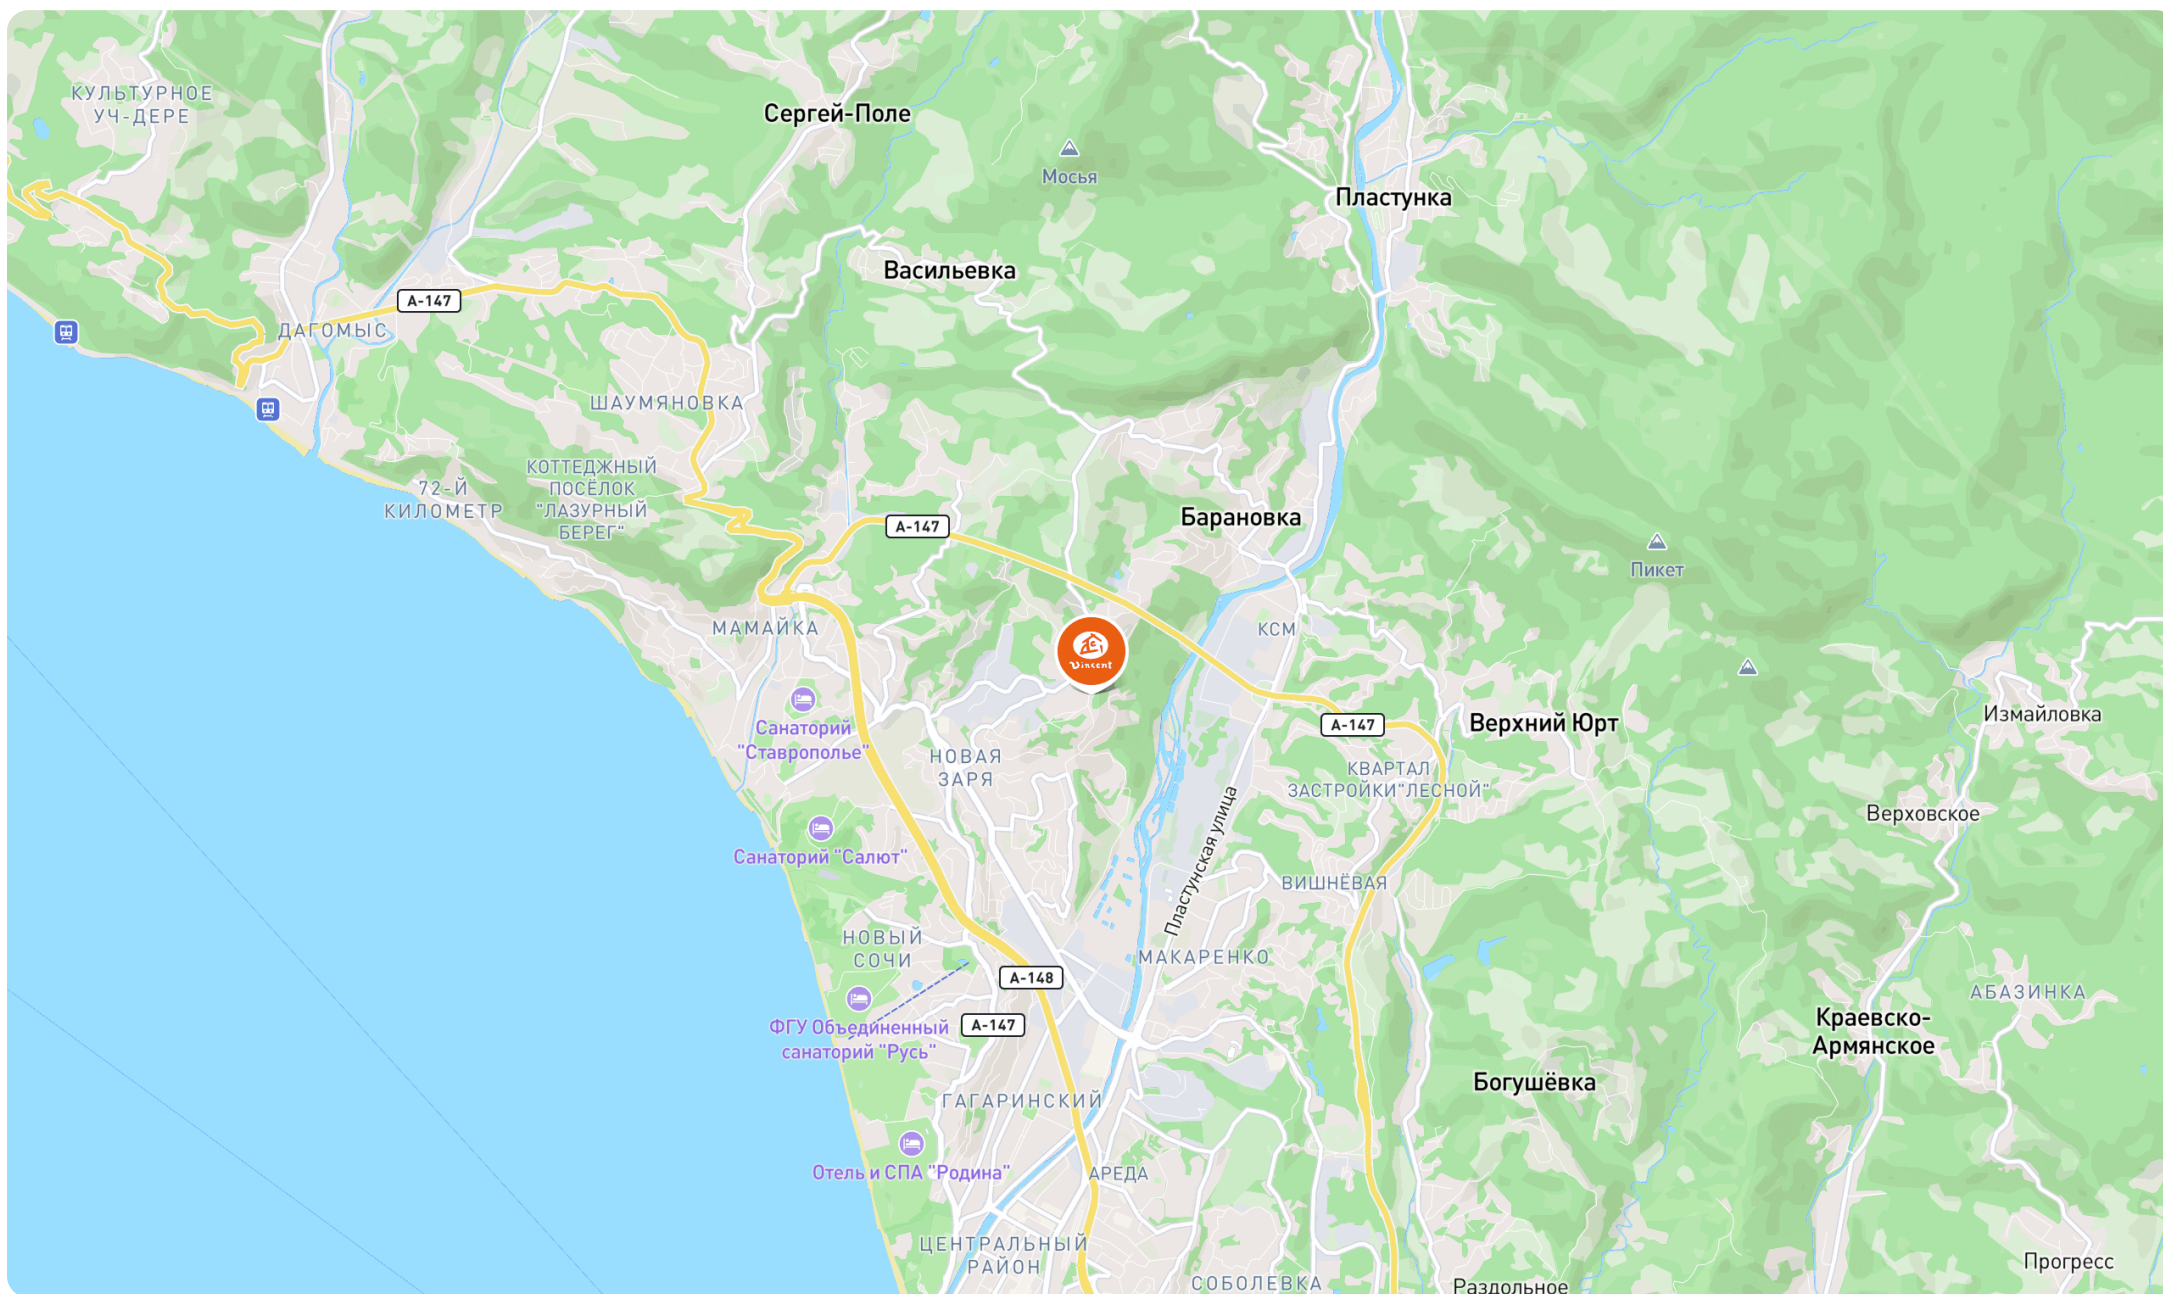 КУЛЬТУРНОЕ
УЧ-ДЕРЕ
Сергей-Поле
Мосья
Пластунка
Васильевка
А-147
ДАГОМЫС
ШАУМЯНОВКА
КОТТЕДЖНЫЙ
ПОСЁЛОК
"ЛАЗУРНЫЙ
БЕРЕГ"
72-Й
КИЛОМЕТР
А-147
Барановка
Пикет
МАМАЙКА
КСМ
Vincent
Санаторий
"Ставрополье"
А-147
Верхний Юрт
Измайловка
НОВАЯ
ЗАРЯ
КВАРТАЛ
ЗАСТРОЙКИ"ЛЕСНОЙ"
Верховское
Пластунская улица
Санаторий "Салют"
ВИШНЁВАЯ
НОВЫЙ
СОЧИ
МАКАРЕНКО
А-148
АБАЗИНКА
ФГУ Объединенный
санаторий "Русь"
А-147
Краевско-
Армянское
Богушёвка
ГАГАРИНСКИЙ
Отель и СПА "Родина"
АРЕДА
ЦЕНТРАЛЬНЫЙ
РАЙОН
СОБОЛЕВКА
Раздольное
Прогресс